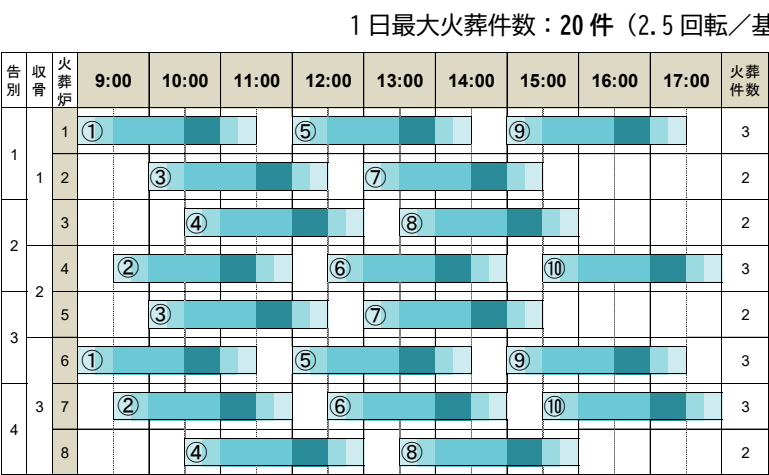 1日最大火葬件数：20件（2.5回転／基
告別 収骨 火葬炉 9:00 10:00 11:00 12:00 13:00 14:00 15:00 16:00 17:00 火葬件数
1 1 1 ① ⑤ ⑨ 3
2 ③ ⑦ 2
2 3 ④ ⑧ 2
2 4 ② ⑥ ⑩ 3
3 5 ③ ⑦ 2
6 ① ⑤ ⑨ 3
4 3 7 ② ⑥ ⑩ 3
8 ④ ⑧ 2